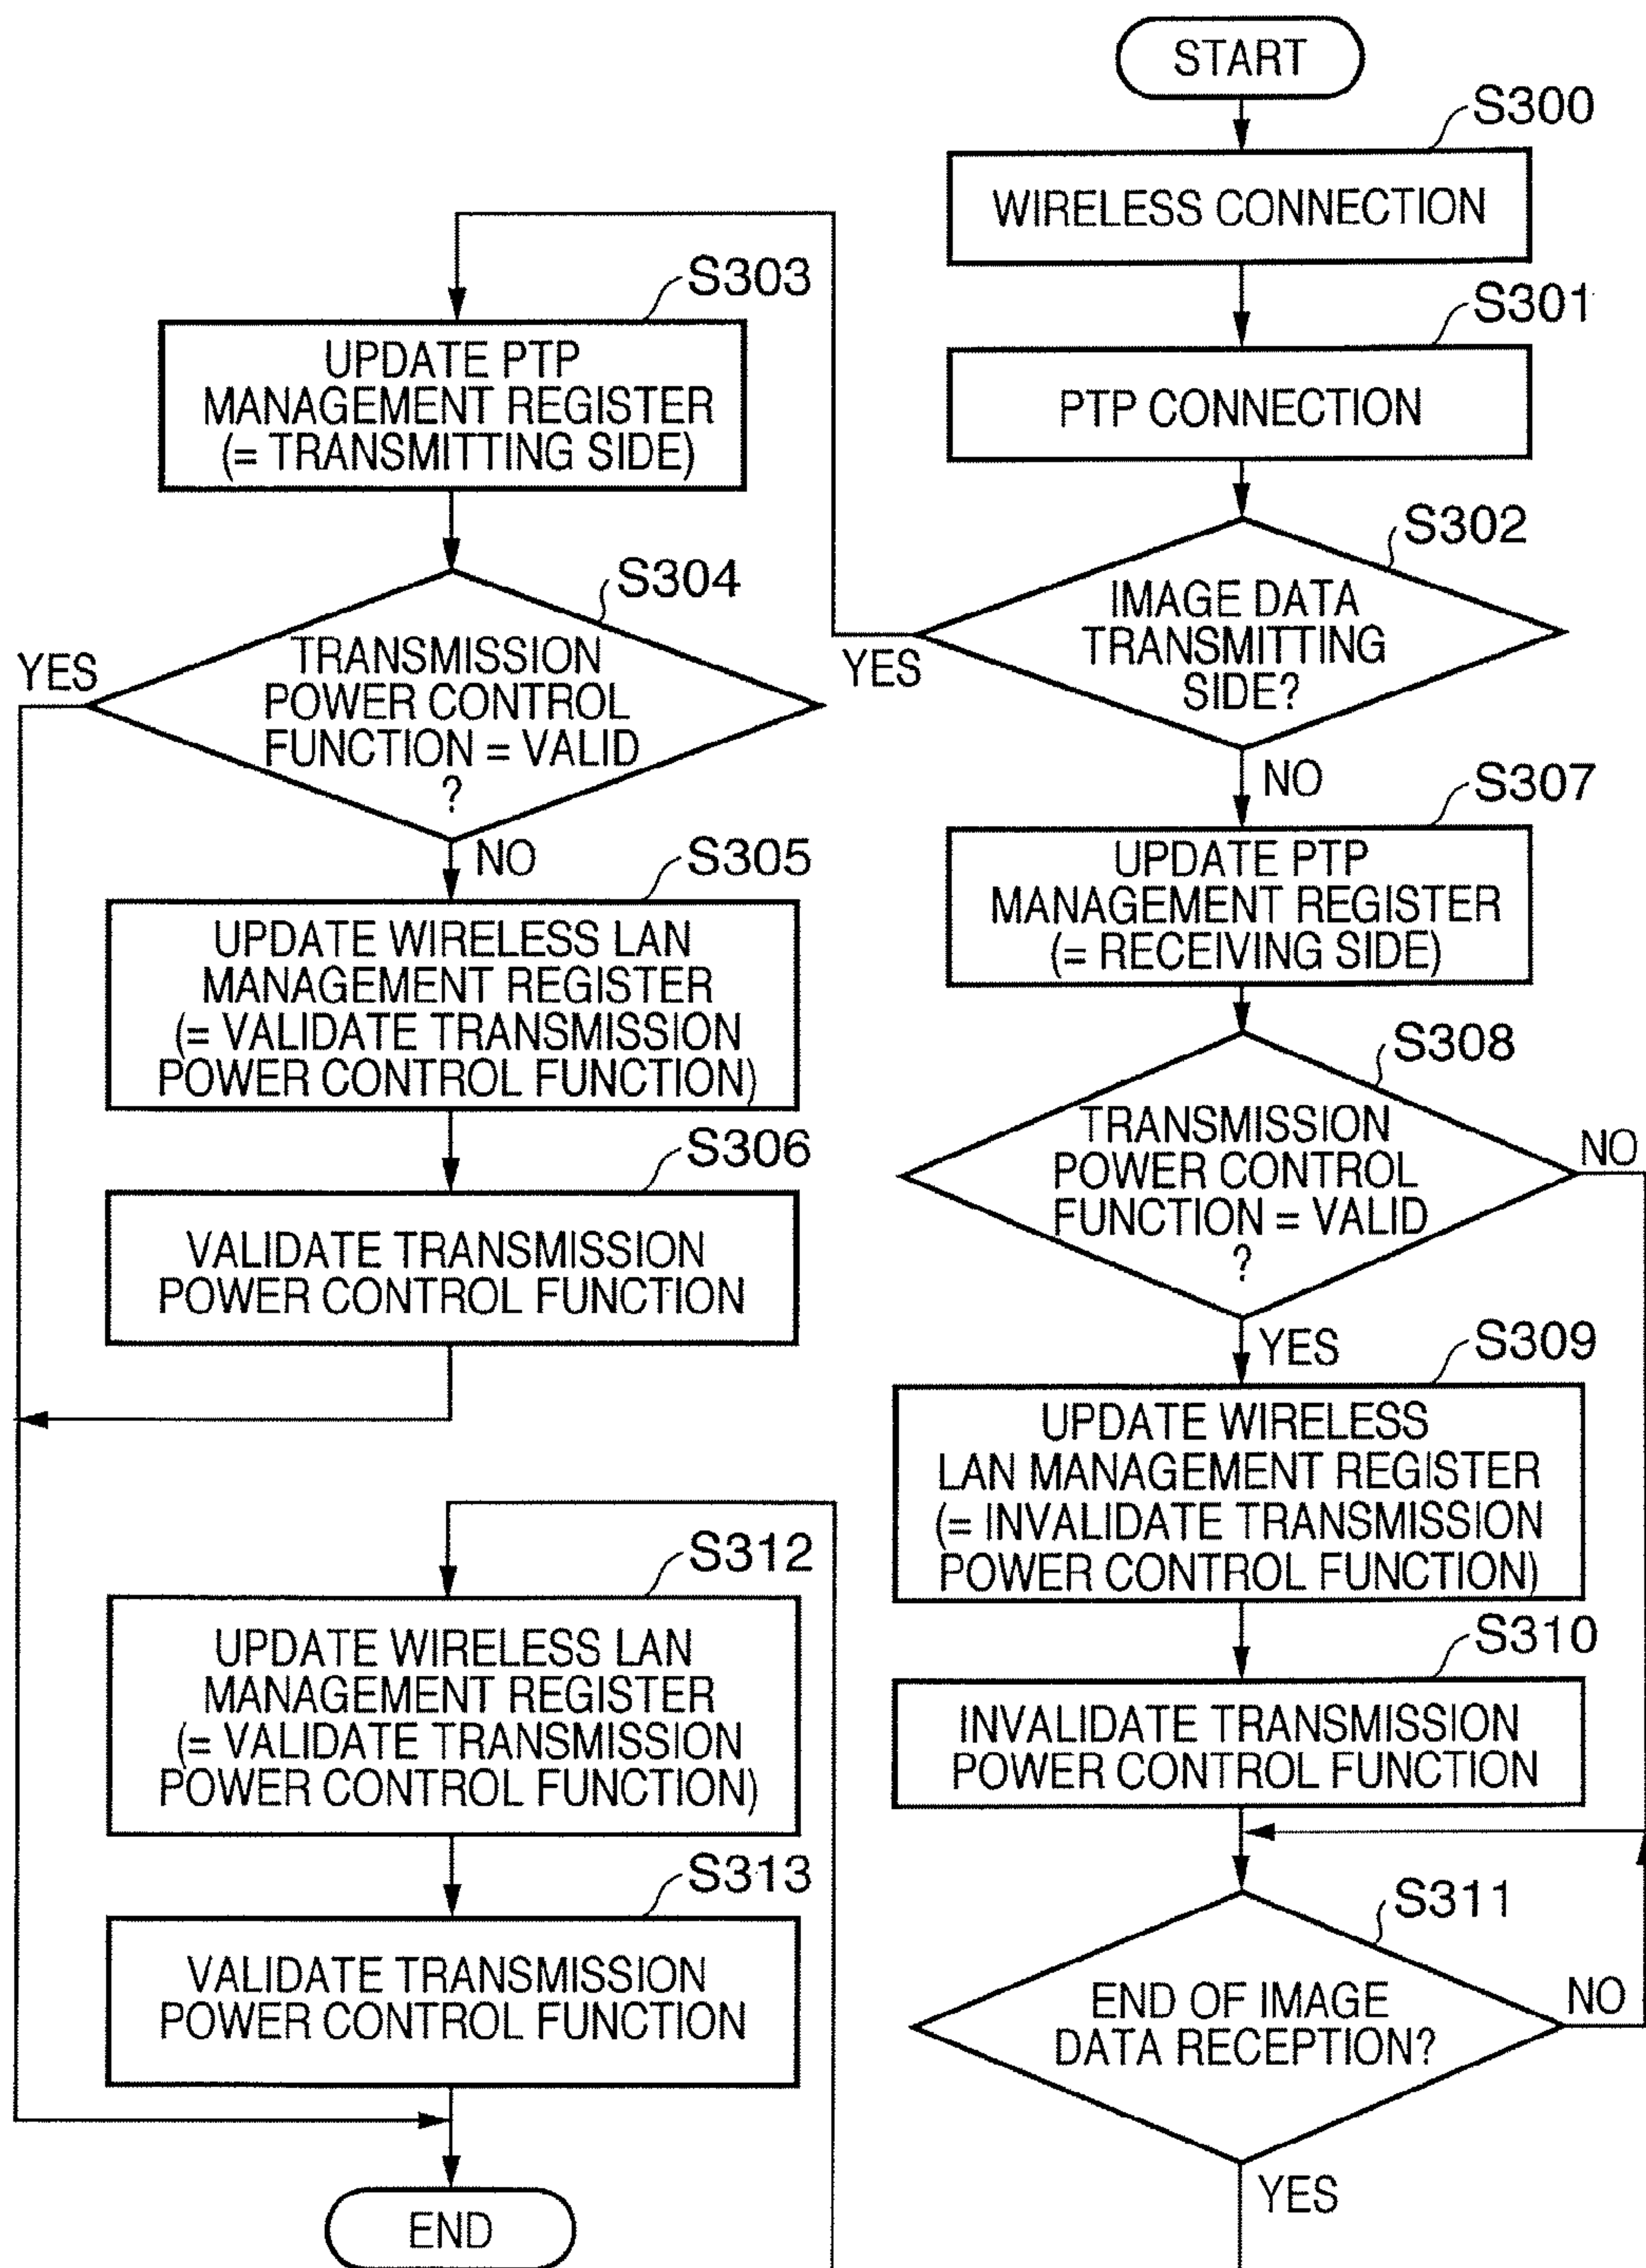 START
S300
WIRELESS CONNECTION
S301
PTP CONNECTION
S302
IMAGE DATA
TRANSMITTING
SIDE?
YES
NO
S303
UPDATE PTP
MANAGEMENT REGISTER
(= TRANSMITTING SIDE)
S304
TRANSMISSION
POWER CONTROL
FUNCTION = VALID
?
YES
NO
S305
UPDATE WIRELESS LAN
MANAGEMENT REGISTER
(= VALIDATE TRANSMISSION
POWER CONTROL FUNCTION)
S306
VALIDATE TRANSMISSION
POWER CONTROL FUNCTION
S307
UPDATE PTP
MANAGEMENT REGISTER
(= RECEIVING SIDE)
S308
TRANSMISSION
POWER CONTROL
FUNCTION = VALID
?
NO
YES
S309
UPDATE WIRELESS
LAN MANAGEMENT REGISTER
(= INVALIDATE TRANSMISSION
POWER CONTROL FUNCTION)
S310
INVALIDATE TRANSMISSION
POWER CONTROL FUNCTION
S311
END OF IMAGE
DATA RECEPTION?
NO
YES
S312
UPDATE WIRELESS LAN
MANAGEMENT REGISTER
(= VALIDATE TRANSMISSION
POWER CONTROL FUNCTION)
S313
VALIDATE TRANSMISSION
POWER CONTROL FUNCTION
END